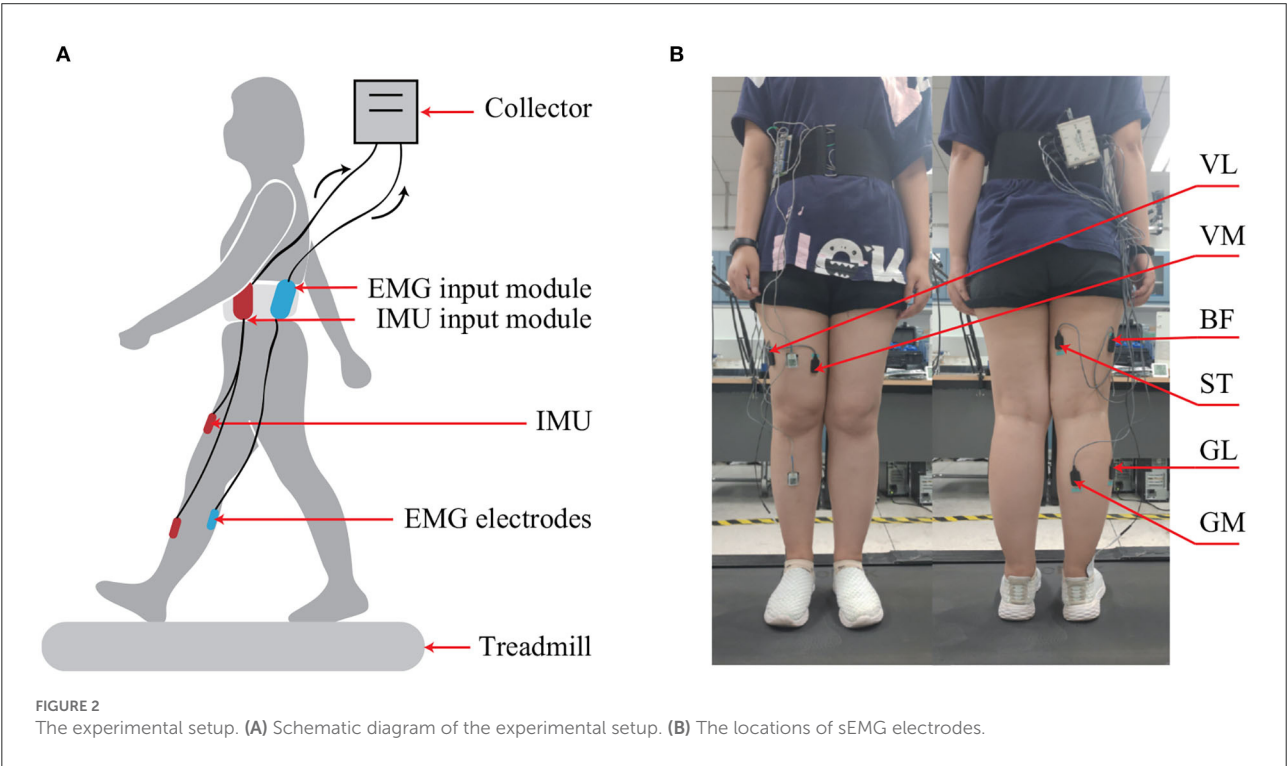 A
Collector
EMG input module
IMU input module
IMU
EMG electrodes
Treadmill
B
VL
VM
BF
ST
GL
GM
FIGURE 2
The experimental setup. (A) Schematic diagram of the experimental setup. (B) The locations of sEMG electrodes.